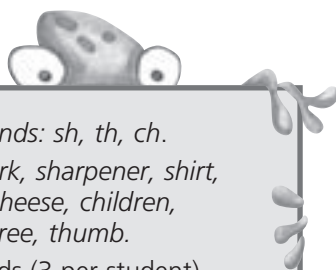 nds: sh, th, ch.
rk, sharpener, shirt,
heese, children,
ree, thumb.
ds (3 per student)